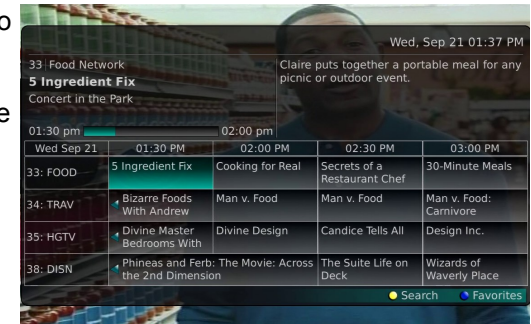 o
e
Wed, Sep 21 01:37 PM
33 Food Network
5 Ingredient Fix
Concert in the Park
Claire puts together a portable meal for any
picnic or outdoor event.
01:30 pm 02:00 pm
Wed Sep 21 01:30 PM 02:00 PM 02:30 PM 03:00 PM
33: FOOD
5 Ingredient Fix
Cooking for Real
Secrets of a
Restaurant Chef
30-Minute Meals
34: TRAV
Bizarre Foods
With Andrew
Man v. Food
Man v. Food
Man v. Food:
Carnivore
35: HGTV
Divine Master
Bedrooms With
Divine Design
Candice Tells All
Design Inc.
38: DISN
Phineas and Ferb: The Movie: Across
the 2nd Dimension
The Suite Life on
Deck
Wizards of
Waverly Place
Search Favorites